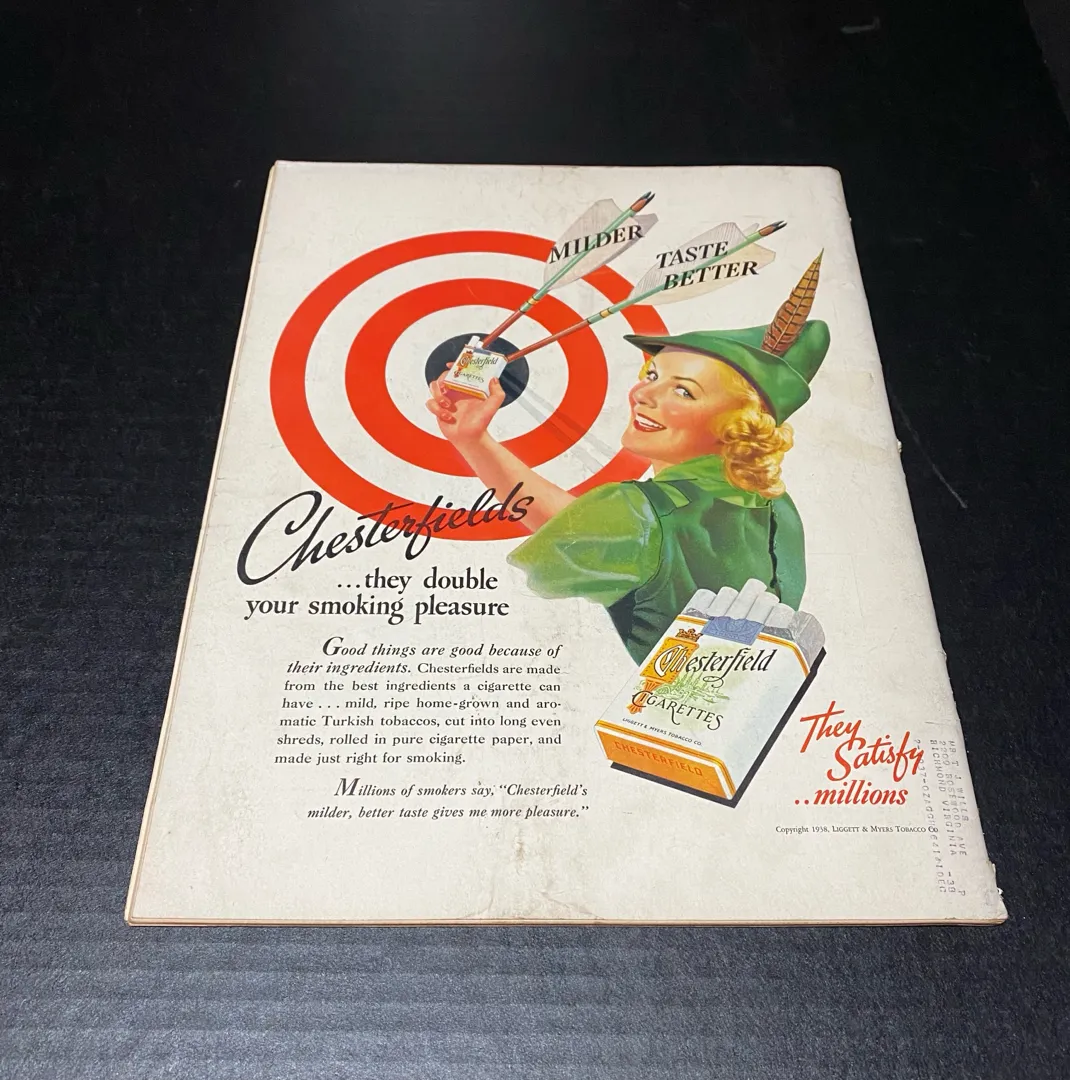 MILDER
TASTE
BETTER
Chesterfield
CIGARETTES
Chesterfields
...they double
your smoking pleasure
Good things are good because of
their ingredients. Chesterfields are made
from the best ingredients a cigarette can
have . . . mild, ripe home-grown and aro-
matic Turkish tobaccos, cut into long even
shreds, rolled in pure cigarette paper, and
made just right for smoking.
Millions of smokers say, “Chesterfield’s
milder, better taste gives me more pleasure.”
Chesterfield
CIGARETTES
LIGGETT & MYERS TOBACCO CO.
CHESTERFIELD
They
Satisfy
..millions
Copyright 1938, LIGGETT & MYERS TOBACCO CO.
RICHMOND VIRGINIA